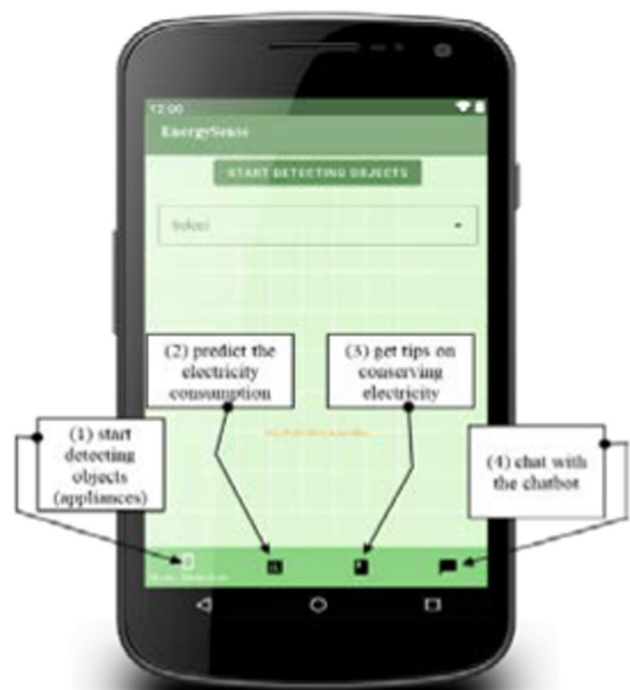 12:00
EnergySense
START DETECTING OBJECTS
Select
(2) predict the
electricity
consumption
(3) get tips on
conserving
electricity
(1) start
detecting
objects
(appliances)
(4) chat with
the chatbot